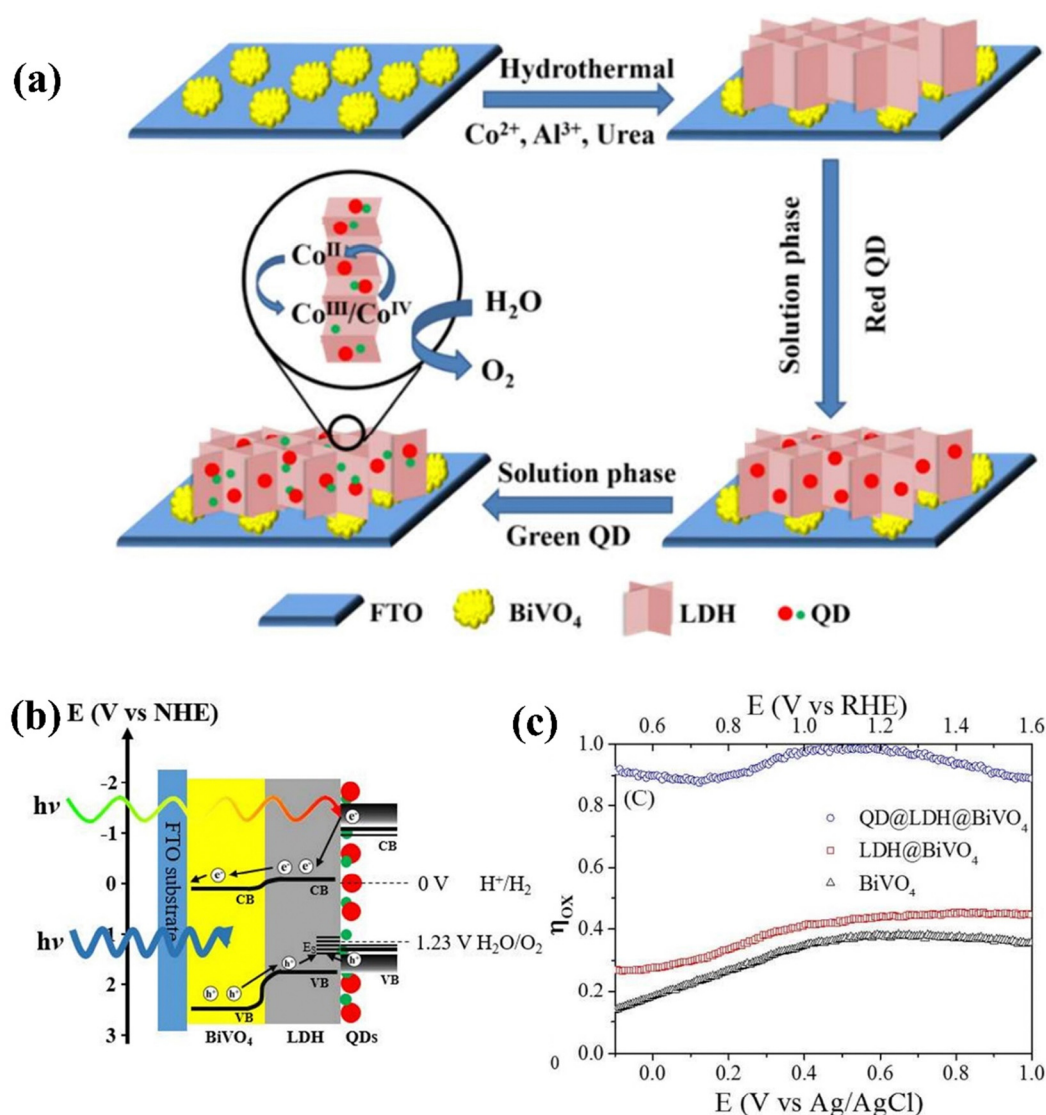 (a)
Hydrothermal
Co²⁺, Al³⁺, Urea
Solution phase
Red QD
Coᴵᴵ
Coᴵᴵᴵ/Coᴵⱽ
H₂O
O₂
Solution phase
Green QD
FTO
BiVO₄
LDH
QD
(b)
E (V vs NHE)
-2
-1
0
1
2
3
hν
hν
FTO substrate
e⁻
e⁻ e⁻
e⁻
CB
CB
CB
0 V H⁺/H₂
1.23 V H₂O/O₂
Eₛ
h⁺ h⁺
h⁺
h⁺
VB
VB
VB
BiVO₄
LDH
QDs
(c)
E (V vs RHE)
0.6 0.8 1.0 1.2 1.4 1.6
(C)
QD@LDH@BiVO₄
LDH@BiVO₄
BiVO₄
ηOX
1.0
0.8
0.6
0.4
0.2
0.0
0
0.0 0.2 0.4 0.6 0.8 1.0
E (V vs Ag/AgCl)